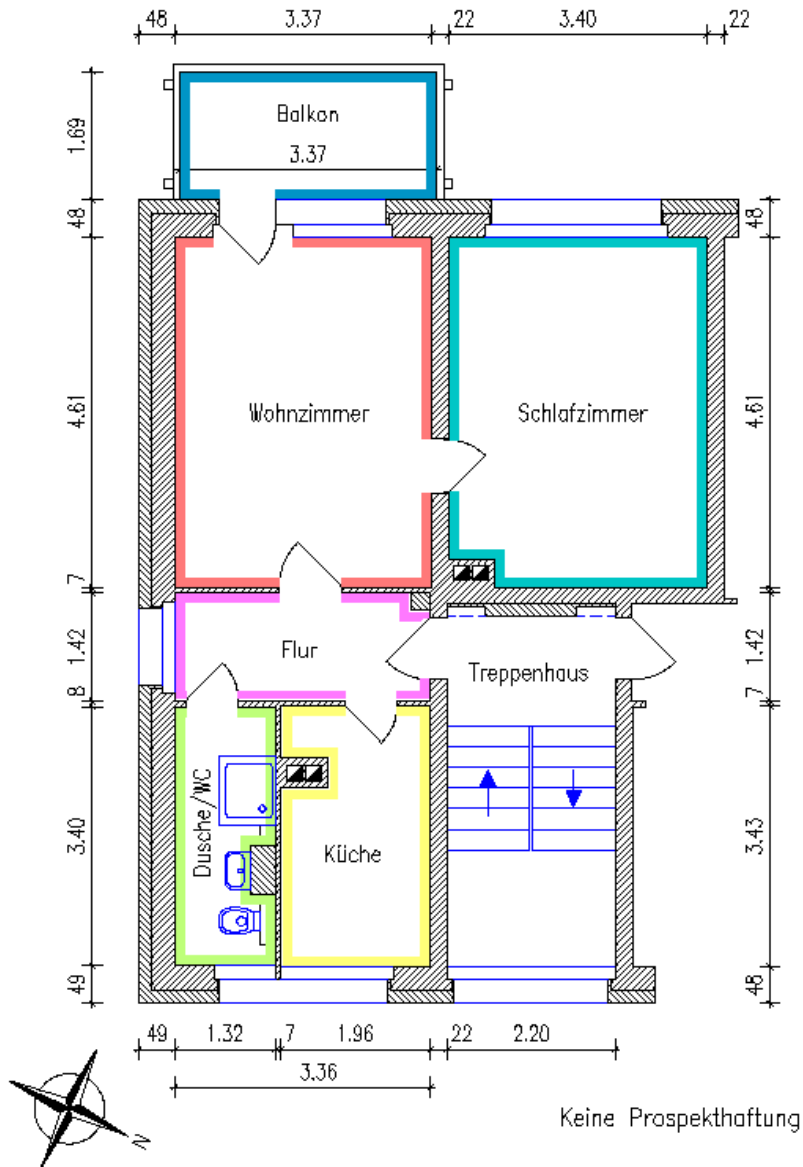 48 3.37 22 3.40 22
Balkon
3.37
1.69
48
48
Wohnzimmer
Schlafzimmer
4.61
4.61
7
7
Flur
Treppenhaus
1.42
1.42
8
7
Dusche/WC
Küche
3.40
3.43
49
48
49 1.32 7 1.96 22 2.20
3.36
N
Keine Prospekthaftung